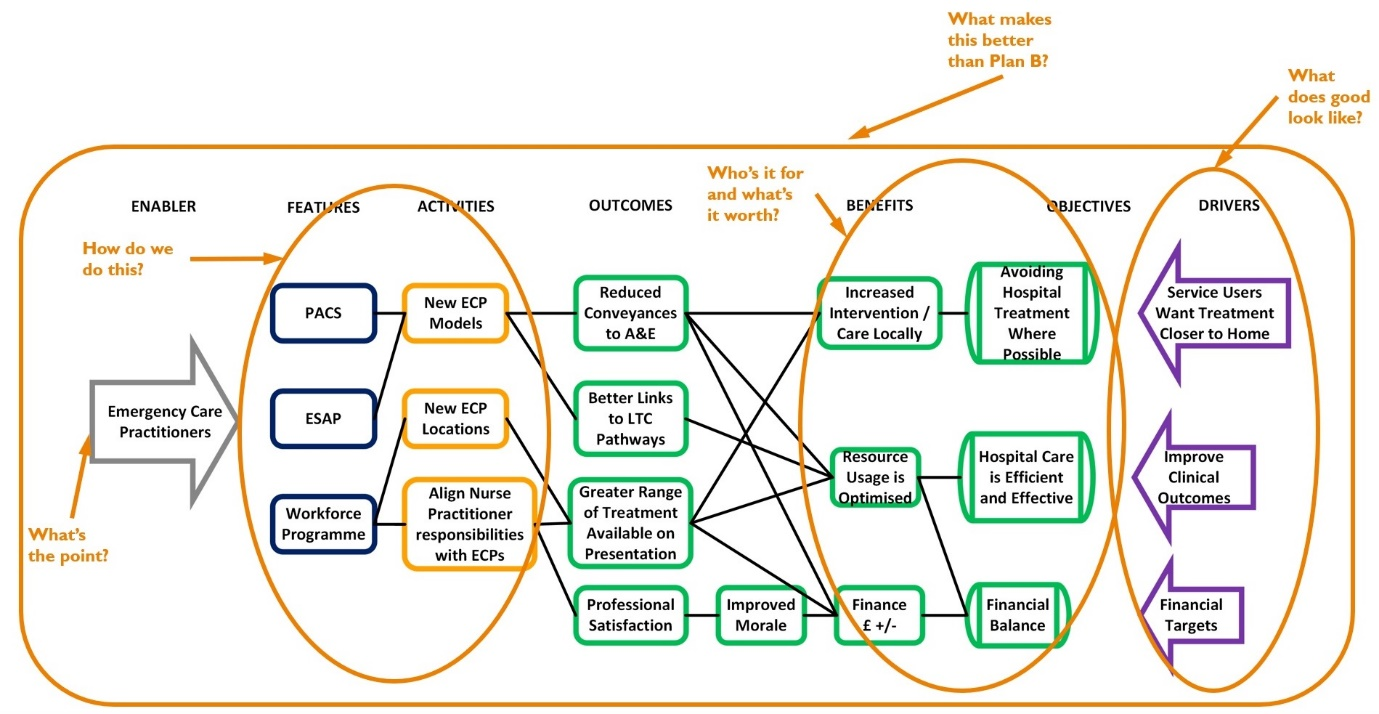 What makes
this better
than Plan B?
What
does good
look like?
Who's it for
and what's
it worth?
ENABLER
FEATURES
ACTIVITIES
OUTCOMES
BENEFITS
OBJECTIVES
DRIVERS
How do we
do this?
PACS
New ECP
Models
Reduced
Conveyances
to A&E
Increased
Intervention /
Care Locally
Avoiding
Hospital
Treatment
Where
Possible
Service Users
Want Treatment
Closer to Home
Emergency Care
Practitioners
ESAP
New ECP
Locations
Better Links
to LTC
Pathways
Resource
Usage is
Optimised
Hospital Care
is Efficient
and Effective
Improve
Clinical
Outcomes
What's
the point?
Workforce
Programme
Align Nurse
Practitioner
responsibilities
with ECPs
Greater Range
of Treatment
Available on
Presentation
Professional
Satisfaction
Improved
Morale
Finance
£ +/-
Financial
Balance
Financial
Targets